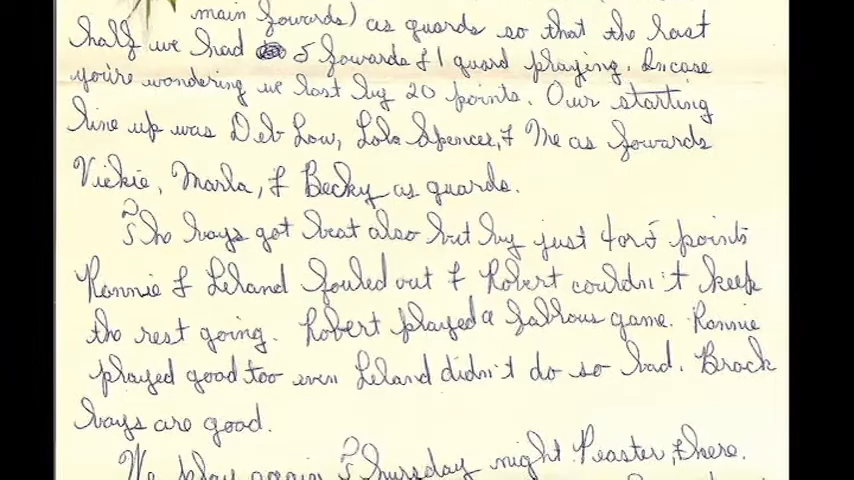 main fowards) as guards so that the last
half we had 5 fowards & 1 guard playing. Incase
you're wondering we lost by 20 points. Our starting
line up was Deb Low, Lola Spencer, & Me as fowards
Vickie, Marla, & Becky as guards.
The boys got beat also but by just 4 or 5 points
Ronnie & Leland fouled out & Robert couldn't keep
the rest going. Robert played a fablous game. Ronnie
played good too even Leland didn't do so bad. Brock
boys are good.
We play again Thursday night Peaster, there.